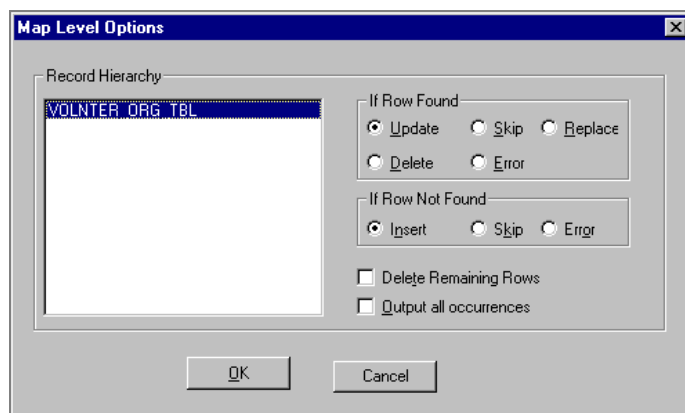 Map Level Options
Record Hierarchy
VOLNTER_ORG_TBL
If Row Found
Update Skip Replace
Delete Error
If Row Not Found
Insert Skip Error
Delete Remaining Rows
Output all occurrences
OK Cancel